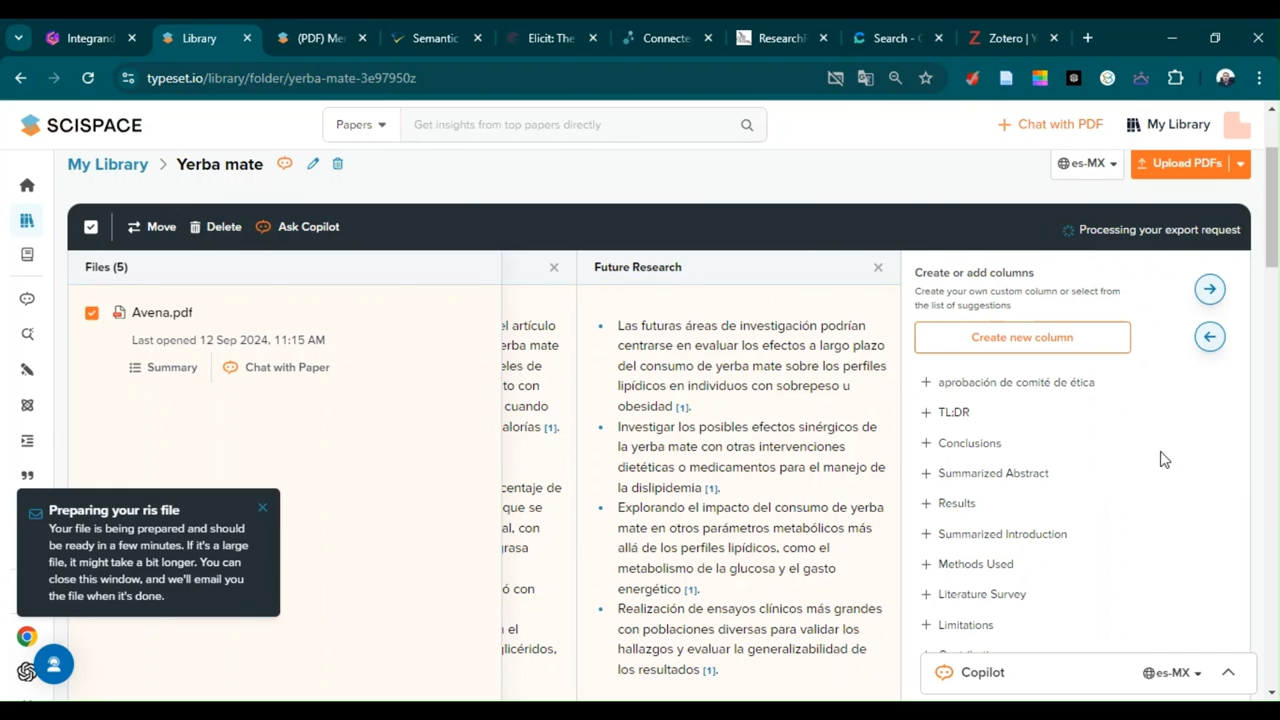 Integrand
Library
(PDF) Me
Semantic
Elicit: The
Connecte
Research
Search - C
Zotero | Y
typeset.io/library/folder/yerba-mate-3e97950z
SCISPACE
Papers
Get insights from top papers directly
Chat with PDF
My Library
My Library > Yerba mate
es-MX
Upload PDFs
Move
Delete
Ask Copilot
Processing your export request
Files (5)
Avena.pdf
Last opened 12 Sep 2024, 11:15 AM
Summary
Chat with Paper
el artículo
erba mate
eles de
to con
cuando
alorías [1].
centaje de
que se
al, con
rasa
ó con
n el
glicéridos,
Future Research
Las futuras áreas de investigación podrían
centrarse en evaluar los efectos a largo plazo
del consumo de yerba mate sobre los perfiles
lipídicos en individuos con sobrepeso u
obesidad [1].
Investigar los posibles efectos sinérgicos de
la yerba mate con otras intervenciones
dietéticas o medicamentos para el manejo de
la dislipidemia [1].
Explorando el impacto del consumo de yerba
mate en otros parámetros metabólicos más
allá de los perfiles lipídicos, como el
metabolismo de la glucosa y el gasto
energético [1].
Realización de ensayos clínicos más grandes
con poblaciones diversas para validar los
hallazgos y evaluar la generalizabilidad de
los resultados [1].
Create or add columns
Create your own custom column or select from
the list of suggestions
Create new column
+ aprobación de comité de ética
+ TL;DR
+ Conclusions
+ Summarized Abstract
+ Results
+ Summarized Introduction
+ Methods Used
+ Literature Survey
+ Limitations
Copilot
es-MX
Preparing your ris file
Your file is being prepared and should
be ready in a few minutes. If it's a large
file, it might take a bit longer. You can
close this window, and we'll email you
the file when it's done.